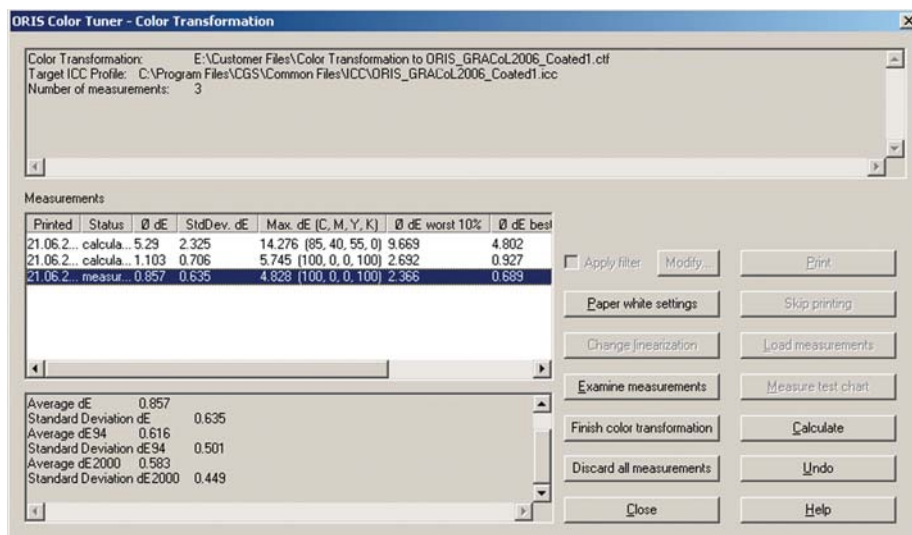 ORIS Color Tuner - Color Transformation
Color Transformation: E:\Customer Files\Color Transformation to ORIS_GRACoL2006_Coated1.ctf
Target ICC Profile: C:\Program Files\CGS\Common Files\ICC\ORIS_GRACoL2006_Coated1.icc
Number of measurements: 3
Measurements
Printed Status Ø dE StdDev. dE Max. dE (C, M, Y, K) Ø dE worst 10% Ø dE best
21.06.2... calcula... 5.29 2.325 14.276 (85, 40, 55, 0) 9.669 4.802
21.06.2... calcula... 1.103 0.706 5.745 (100, 0, 0, 100) 2.692 0.927
21.06.2... measur... 0.857 0.635 4.828 (100, 0, 0, 100) 2.366 0.689
Apply filter Modify... Print
Paper white settings Skip printing
Change linearization Load measurements
Examine measurements Measure test chart
Finish color transformation Calculate
Discard all measurements Undo
Close Help
Average dE 0.857
Standard Deviation dE 0.635
Average dE94 0.616
Standard Deviation dE94 0.501
Average dE2000 0.583
Standard Deviation dE2000 0.449